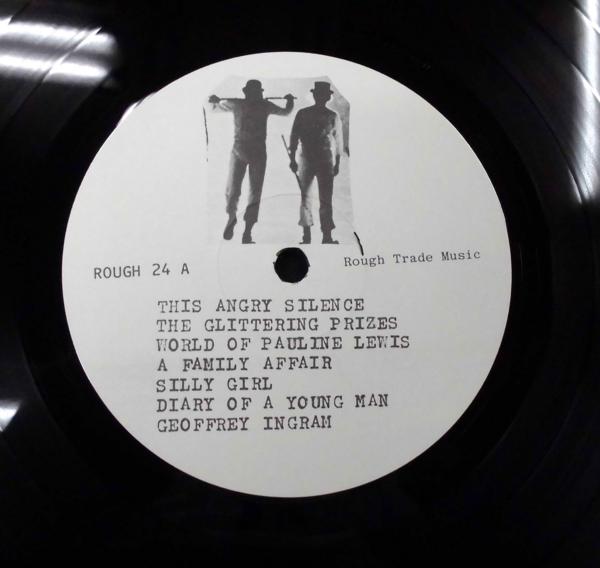 ROUGH 24 A
Rough Trade Music
THIS ANGRY SILENCE
THE GLITTERING PRIZES
WORLD OF PAULINE LEWIS
A FAMILY AFFAIR
SILLY GIRL
DIARY OF A YOUNG MAN
GEOFFREY INGRAM